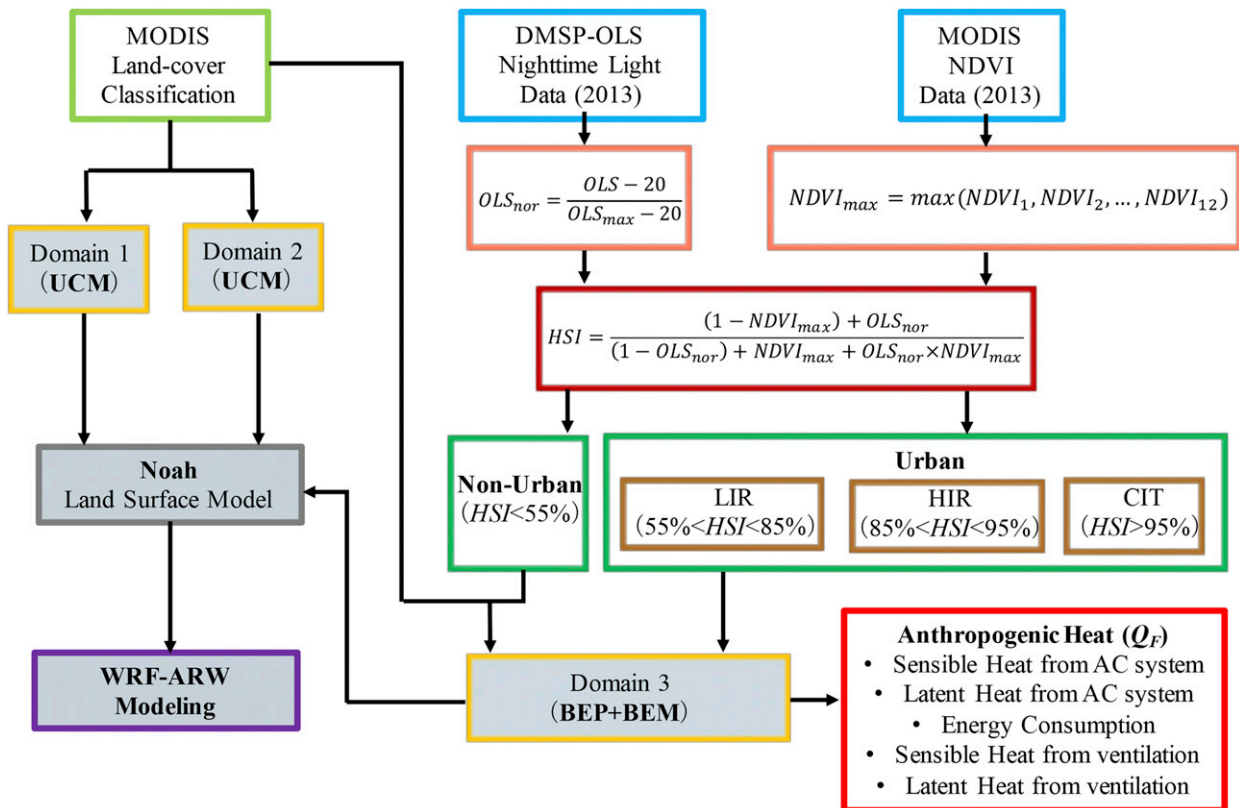 MODIS
Land-cover
Classification
DMSP-OLS
Nighttime Light
Data (2013)
MODIS
NDVI
Data (2013)
OLS_nor = (OLS − 20) / (OLS_max − 20)
NDVI_max = max(NDVI_1, NDVI_2, ..., NDVI_12)
Domain 1
(UCM)
Domain 2
(UCM)
HSI = ((1 − NDVI_max) + OLS_nor) / ((1 − OLS_nor) + NDVI_max + OLS_nor×NDVI_max)
Noah
Land Surface Model
Non-Urban
(HSI<55%)
Urban
LIR
(55%<HSI<85%)
HIR
(85%<HSI<95%)
CIT
(HSI>95%)
WRF-ARW
Modeling
Domain 3
(BEP+BEM)
Anthropogenic Heat (Q_F)
• Sensible Heat from AC system
• Latent Heat from AC system
• Energy Consumption
• Sensible Heat from ventilation
• Latent Heat from ventilation